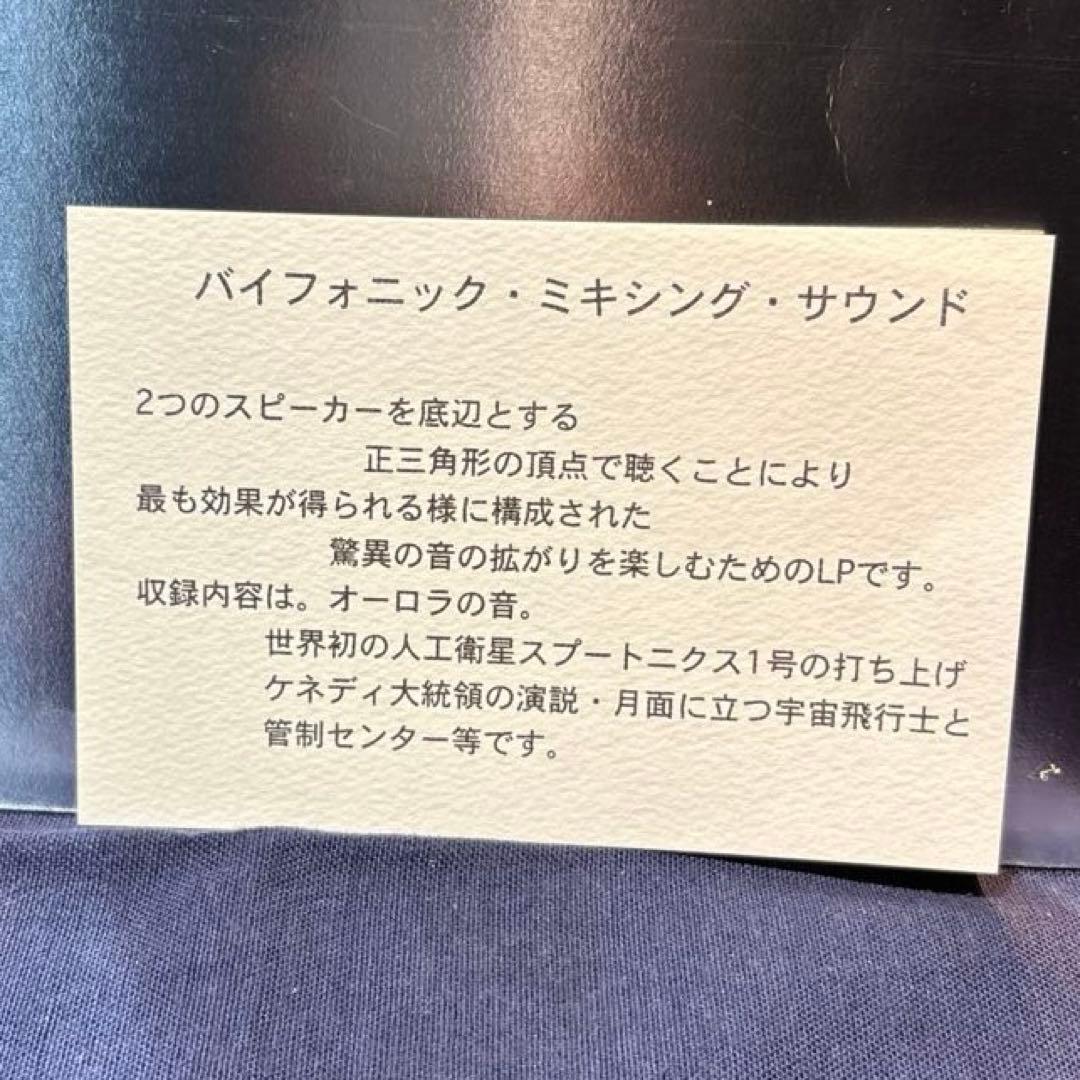 バイフォニック・ミキシング・サウンド
2つのスピーカーを底辺とする
正三角形の頂点で聴くことにより
最も効果が得られる様に構成された
驚異の音の拡がりを楽しむためのLPです。
収録内容は。オーロラの音。
世界初の人工衛星スプートニクス1号の打ち上げ
ケネディ大統領の演説・月面に立つ宇宙飛行士と
管制センター等です。